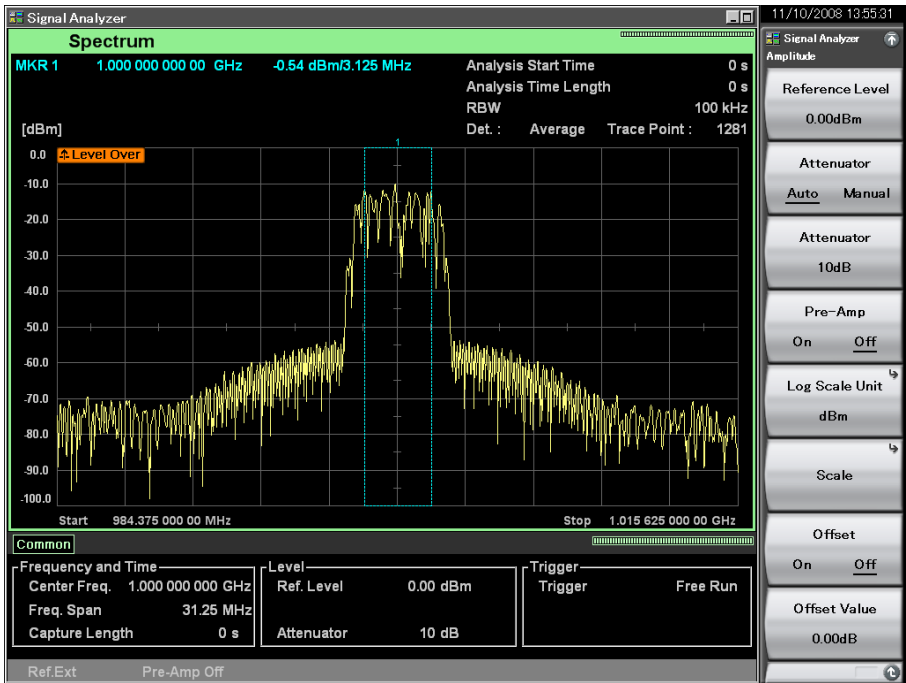 Signal Analyzer
Spectrum
MKR 1 1.000 000 000 00 GHz -0.54 dBm/3.125 MHz
Analysis Start Time 0 s
Analysis Time Length 0 s
RBW 100 kHz
[dBm] Det. : Average Trace Point : 1281
1
0.0 Level Over
-10.0
-20.0
-30.0
-40.0
-50.0
-60.0
-70.0
-80.0
-90.0
-100.0
Start 984.375 000 00 MHz Stop 1.015 625 000 00 GHz
Common
Frequency and Time
Center Freq. 1.000 000 000 GHz
Freq. Span 31.25 MHz
Capture Length 0 s
Level
Ref. Level 0.00 dBm
Attenuator 10 dB
Trigger
Trigger Free Run
Ref.Ext Pre-Amp Off
11/10/2008 13:55:31
Signal Analyzer
Amplitude
Reference Level
0.00dBm
Attenuator
Auto Manual
Attenuator
10dB
Pre-Amp
On Off
Log Scale Unit
dBm
Scale
Offset
On Off
Offset Value
0.00dB